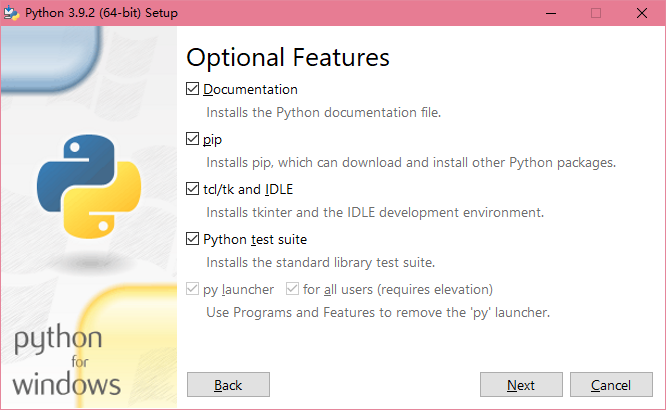 Python 3.9.2 (64-bit) Setup
Optional Features
Documentation
Installs the Python documentation file.
pip
Installs pip, which can download and install other Python packages.
tcl/tk and IDLE
Installs tkinter and the IDLE development environment.
Python test suite
Installs the standard library test suite.
py launcher for all users (requires elevation)
Use Programs and Features to remove the 'py' launcher.
python
for
windows
Back Next Cancel